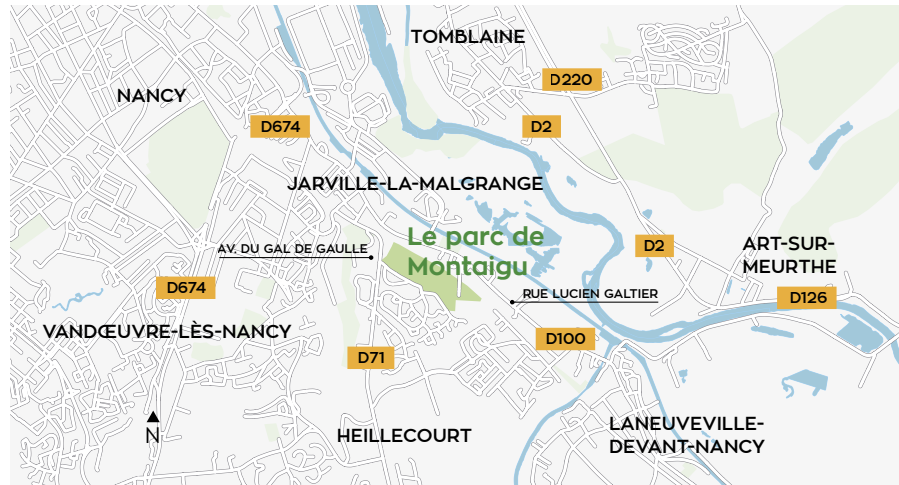 TOMBLAINE
D220
NANCY
D674
D2
JARVILLE-LA-MALGRANGE
Le parc de
Montaigu
AV. DU GAL DE GAULLE
D2
ART-SUR-
MEURTHE
D674
RUE LUCIEN GALTIER
D126
VANDŒUVRE-LÈS-NANCY
D71
D100
N
HEILLECOURT
LANEUVEVILLE-
DEVANT-NANCY